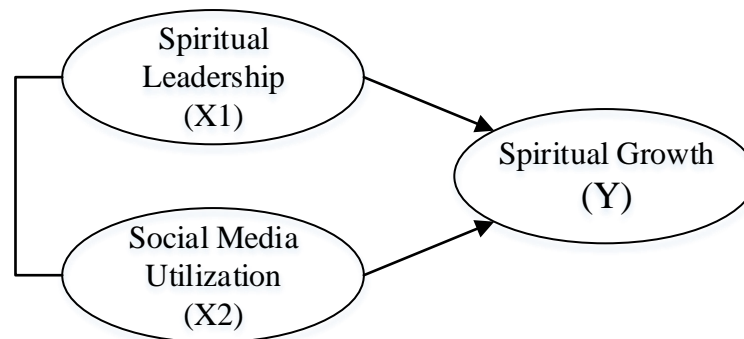 Spiritual
Leadership
(X1)
Spiritual Growth
(Y)
Social Media
Utilization
(X2)